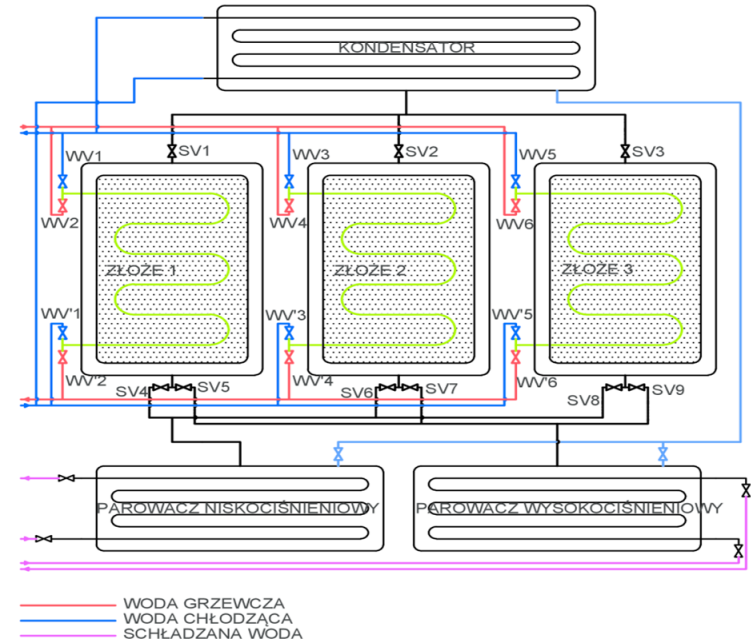 KONDENSATOR
WV1
SV1
WV3
SV2
WV5
SV3
WV2
WV4
WV6
ZŁOŻE 1
ZŁOŻE 2
ZŁOŻE 3
WV'1
WV'3
WV'5
WV'2
WV'4
WV'6
SV4
SV5
SV6
SV7
SV8
SV9
PAROWACZ NISKOCIŚNIENIOWY
PAROWACZ WYSOKOCIŚNIENIOWY
WODA GRZEWCZA
WODA CHŁODZĄCA
SCHŁADZANA WODA